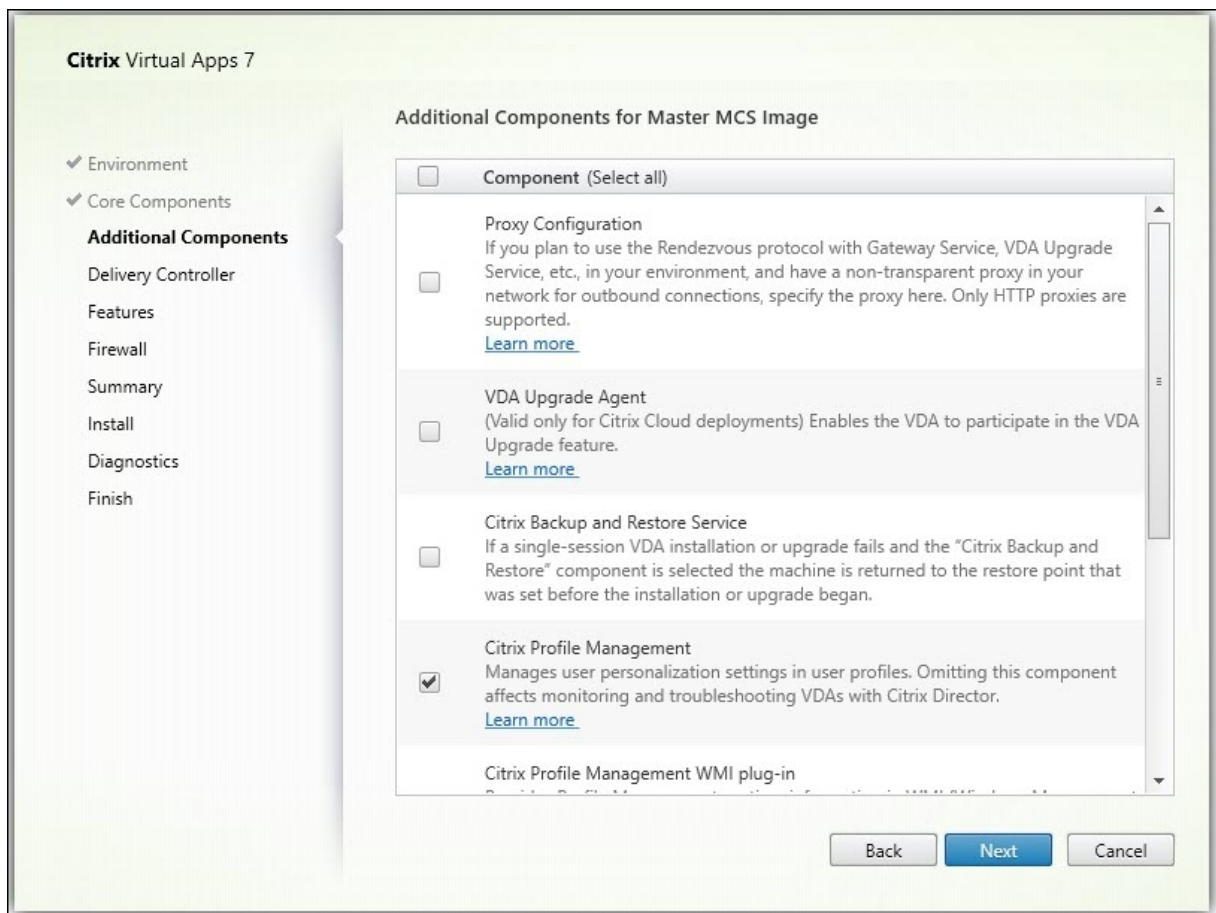 Citrix Virtual Apps 7
Additional Components for Master MCS Image
Environment
Core Components
Additional Components
Delivery Controller
Features
Firewall
Summary
Install
Diagnostics
Finish
Component (Select all)
Proxy Configuration
If you plan to use the Rendezvous protocol with Gateway Service, VDA Upgrade
Service, etc., in your environment, and have a non-transparent proxy in your
network for outbound connections, specify the proxy here. Only HTTP proxies are
supported.
Learn more
VDA Upgrade Agent
(Valid only for Citrix Cloud deployments) Enables the VDA to participate in the VDA
Upgrade feature.
Learn more
Citrix Backup and Restore Service
If a single-session VDA installation or upgrade fails and the “Citrix Backup and
Restore” component is selected the machine is returned to the restore point that
was set before the installation or upgrade began.
Citrix Profile Management
Manages user personalization settings in user profiles. Omitting this component
affects monitoring and troubleshooting VDAs with Citrix Director.
Learn more
Citrix Profile Management WMI plug-in
Back
Next
Cancel